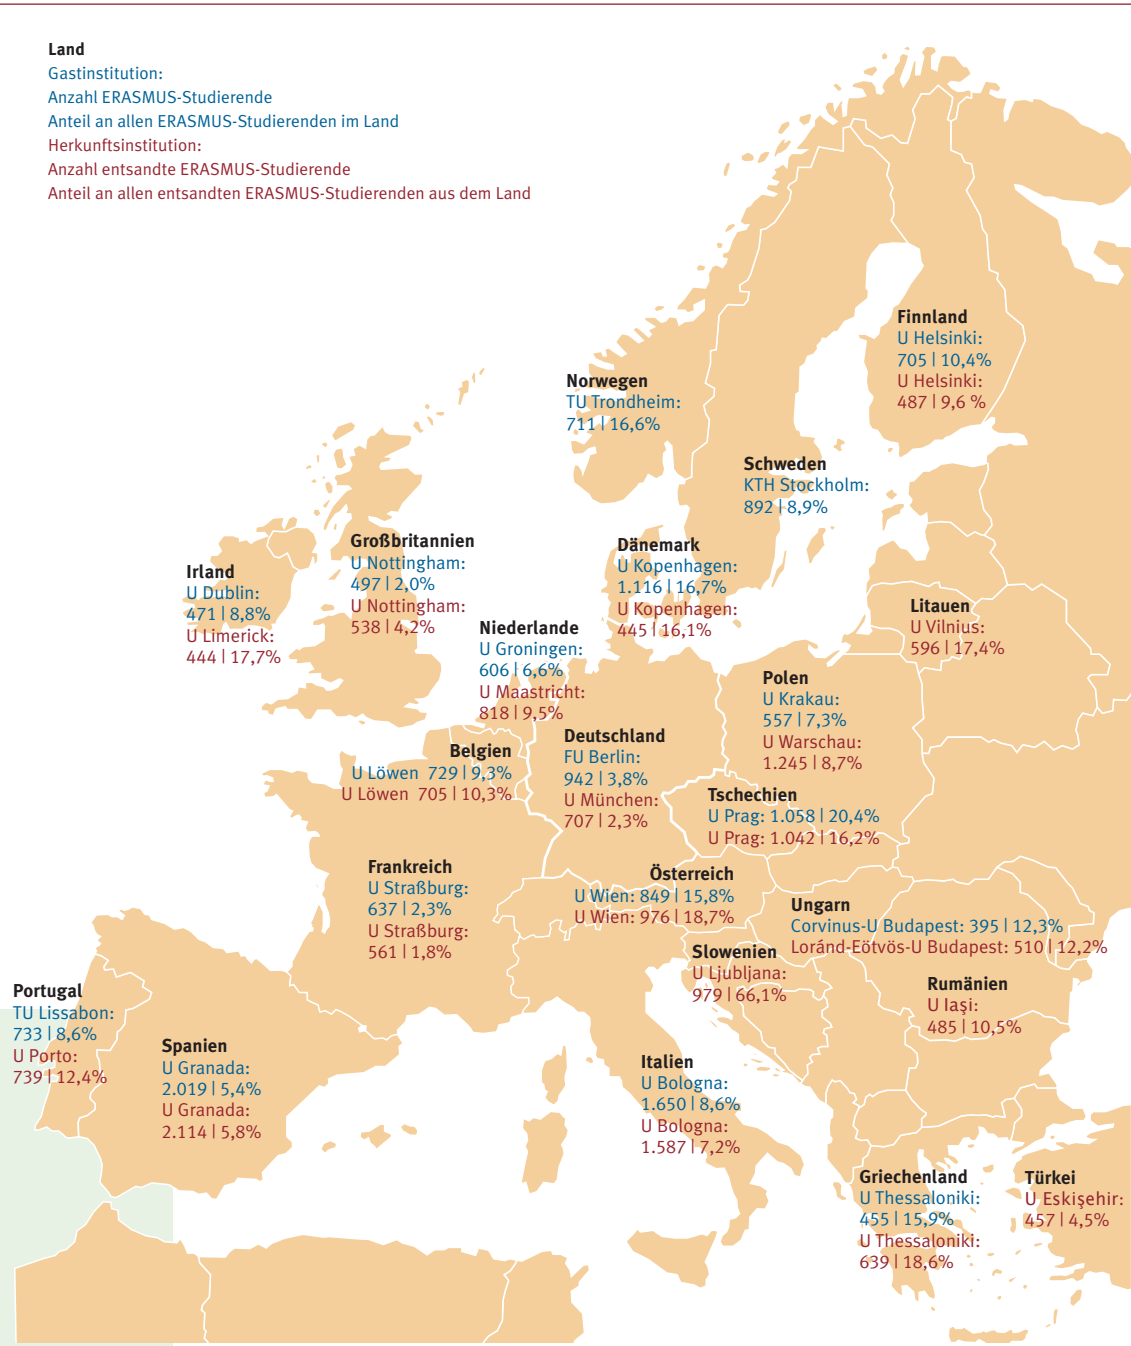 Land
Gastinstitution:
Anzahl ERASMUS-Studierende
Anteil an allen ERASMUS-Studierenden im Land
Herkunftsinstitution:
Anzahl entsandte ERASMUS-Studierende
Anteil an allen entsandten ERASMUS-Studierenden aus dem Land
Finnland
U Helsinki:
705 | 10,4%
U Helsinki:
487 | 9,6 %
Norwegen
TU Trondheim:
711 | 16,6%
Schweden
KTH Stockholm:
892 | 8,9%
Großbritannien
U Nottingham:
497 | 2,0%
U Nottingham:
538 | 4,2%
Dänemark
U Kopenhagen:
1.116 | 16,7%
U Kopenhagen:
445 | 16,1%
Irland
U Dublin:
471 | 8,8%
U Limerick:
444 | 17,7%
Litauen
U Vilnius:
596 | 17,4%
Niederlande
U Groningen:
606 | 6,6%
U Maastricht:
818 | 9,5%
Polen
U Krakau:
557 | 7,3%
U Warschau:
1.245 | 8,7%
Deutschland
FU Berlin:
942 | 3,8%
U München:
707 | 2,3%
Belgien
U Löwen 729 | 9,3%
U Löwen 705 | 10,3%
Tschechien
U Prag: 1.058 | 20,4%
U Prag: 1.042 | 16,2%
Frankreich
U Straßburg:
637 | 2,3%
U Straßburg:
561 | 1,8%
Österreich
U Wien: 849 | 15,8%
U Wien: 976 | 18,7%
Ungarn
Corvinus-U Budapest: 395 | 12,3%
Loránd-Eötvös-U Budapest: 510 | 12,2%
Slowenien
U Ljubljana:
979 | 66,1%
Rumänien
U Iaşi:
485 | 10,5%
Portugal
TU Lissabon:
733 | 8,6%
U Porto:
739 | 12,4%
Spanien
U Granada:
2.019 | 5,4%
U Granada:
2.114 | 5,8%
Italien
U Bologna:
1.650 | 8,6%
U Bologna:
1.587 | 7,2%
Griechenland
U Thessaloniki:
455 | 15,9%
U Thessaloniki:
639 | 18,6%
Türkei
U Eskişehir:
457 | 4,5%